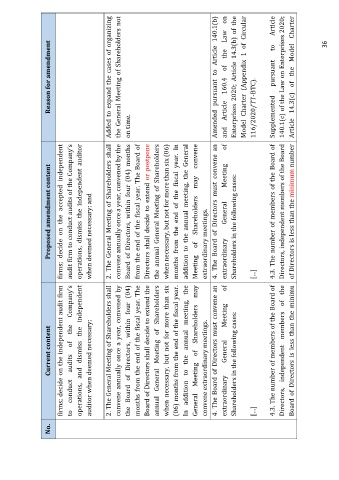 No.
Current content
Proposed amendment content
Reason for amendment
firms; decide on the independent audit firm
to conduct audits of the Company's
operations, and dismiss the independent
auditor when deemed necessary;
firms; decide on the accepted independent
audit firm to conduct audits of the Company's
operations, dismiss the independent auditor
when deemed necessary; and
2. The General Meeting of Shareholders shall
convene annually once a year, convened by
the Board of Directors, within four (04)
months from the end of the fiscal year. The
Board of Directors shall decide to extend the
annual General Meeting of Shareholders
when necessary, but not for more than six
(06) months from the end of the fiscal year.
In addition to the annual meeting, the
General Meeting of Shareholders may
convene extraordinary meetings.
2. The General Meeting of Shareholders shall
convene annually once a year, convened by the
Board of Directors, within four (04) months
from the end of the fiscal year. The Board of
Directors shall decide to extend or postpone
the annual General Meeting of Shareholders
when necessary, but not for more than six (06)
months from the end of the fiscal year. In
addition to the annual meeting, the General
Meeting of Shareholders may convene
extraordinary meetings.
Added to expand the cases of organizing
the General Meeting of Shareholders not
on time.
4. The Board of Directors must convene an
extraordinary General Meeting of
Shareholders in the following cases:
[...]
4.3. The number of members of the Board of
Directors, independent members of the
Board of Directors is less than the minimu
4. The Board of Directors must convene an
extraordinary General Meeting of
Shareholders in the following cases:
[...]
4.3. The number of members of the Board of
Directors, independent members of the Board
of Directors is less than the minimum number
Amended pursuant to Article 140.1(b)
and Article 160.4 of the Law on
Enterprises 2020; Article 14.3(b) of the
Model Charter (Appendix 1 of Circular
116/2020/TT-BTC).
Supplemented pursuant to Article
140.1(c) of the Law on Enterprises 2020;
Article 14.3(c) of the Model Charter
36